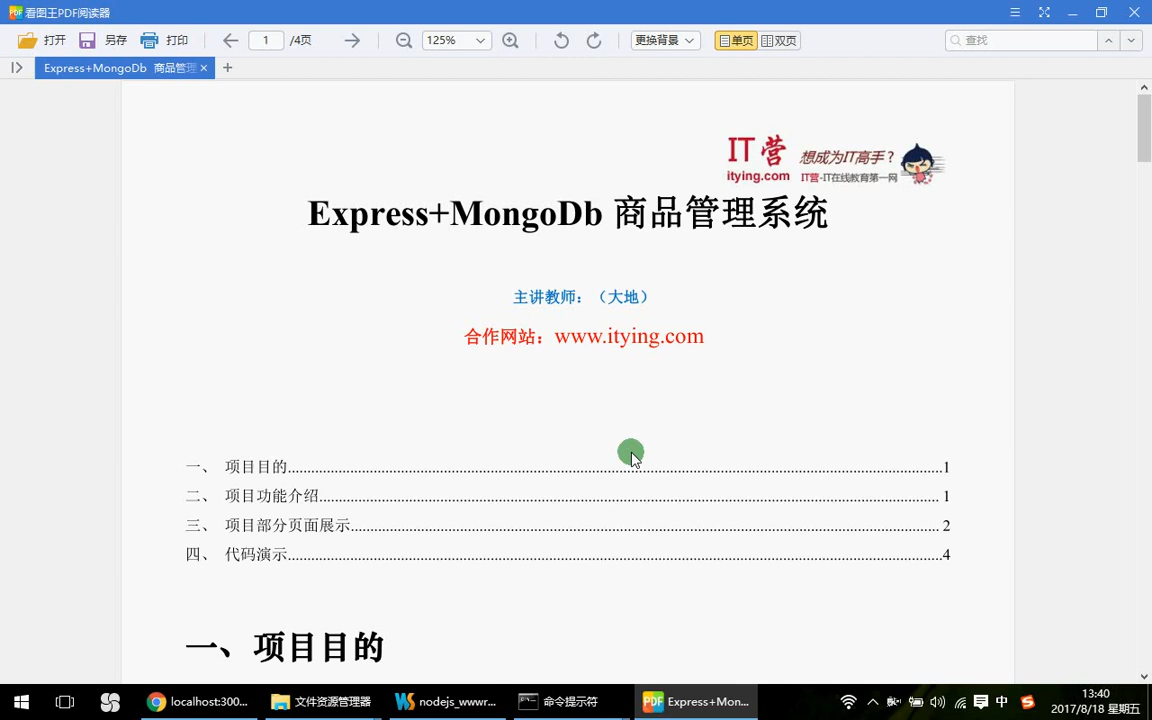 看图王PDF阅读器
打开 另存 打印 1 /4页 125% 更换背景 单页 双页 查找
Express+MongoDb 商品管理
IT营 想成为IT高手?
itying.com IT营-IT在线教育第一网
Express+MongoDb 商品管理系统
主讲教师：（大地）
合作网站：www.itying.com
一、 项目目的 1
二、 项目功能介绍 1
三、 项目部分页面展示 2
四、 代码演示 4
一、项目目的
localhost:300... 文件资源管理器 nodejs_wwwr... 命令提示符 Express+Mon... 中 13:40
2017/8/18 星期五